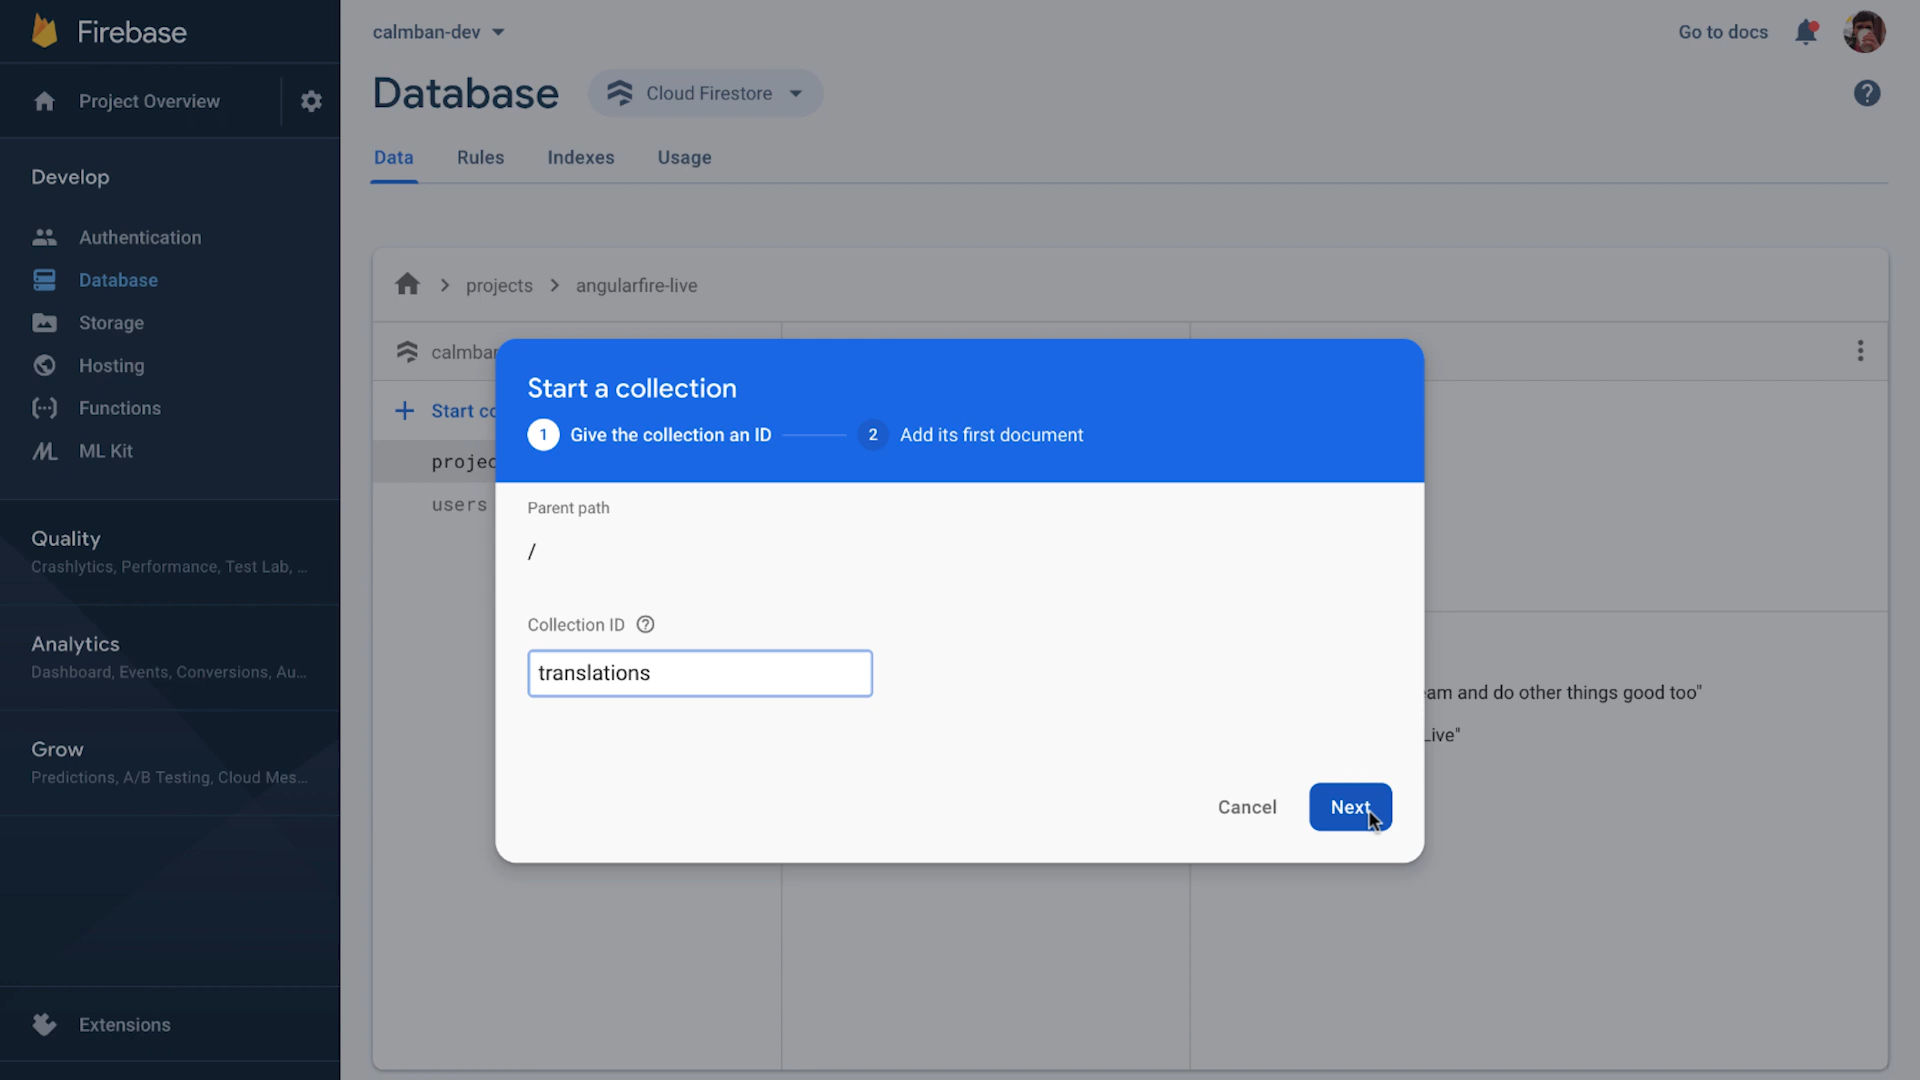 Firebase
calmban-dev
Go to docs
Project Overview
Database
Cloud Firestore
Data
Rules
Indexes
Usage
Develop
Authentication
Database
Storage
Hosting
Functions
ML Kit
projects
angularfire-live
calmban
Start co
projec
users
Start a collection
1 Give the collection an ID
2 Add its first document
Parent path
/
Collection ID
translations
Cancel
Next
am and do other things good too"
Live"
Quality
Crashlytics, Performance, Test Lab, ...
Analytics
Dashboard, Events, Conversions, Au...
Grow
Predictions, A/B Testing, Cloud Mes...
Extensions